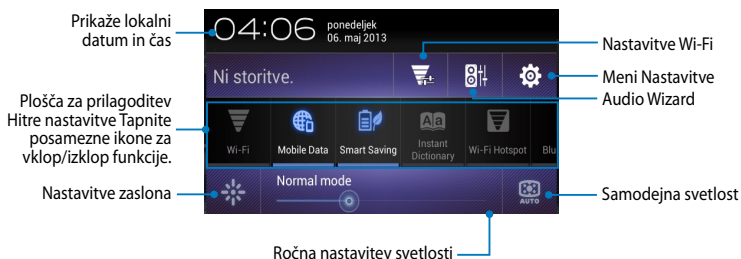 Prikaže lokalni
datum in čas
04:06
ponedeljek
06. maj 2013
Nastavitve Wi-Fi
Ni storitve.
Meni Nastavitve
Audio Wizard
Plošča za prilagoditev
Hitre nastavitve Tapnite
posamezne ikone za
vklop/izklop funkcije.
Aa
Wi-Fi
Mobile Data
Smart Saving
Instant
Dictionary
Wi-Fi Hotspot
Blu
Nastavitve zaslona
Normal mode
AUTO
Samodejna svetlost
Ročna nastavitev svetlosti